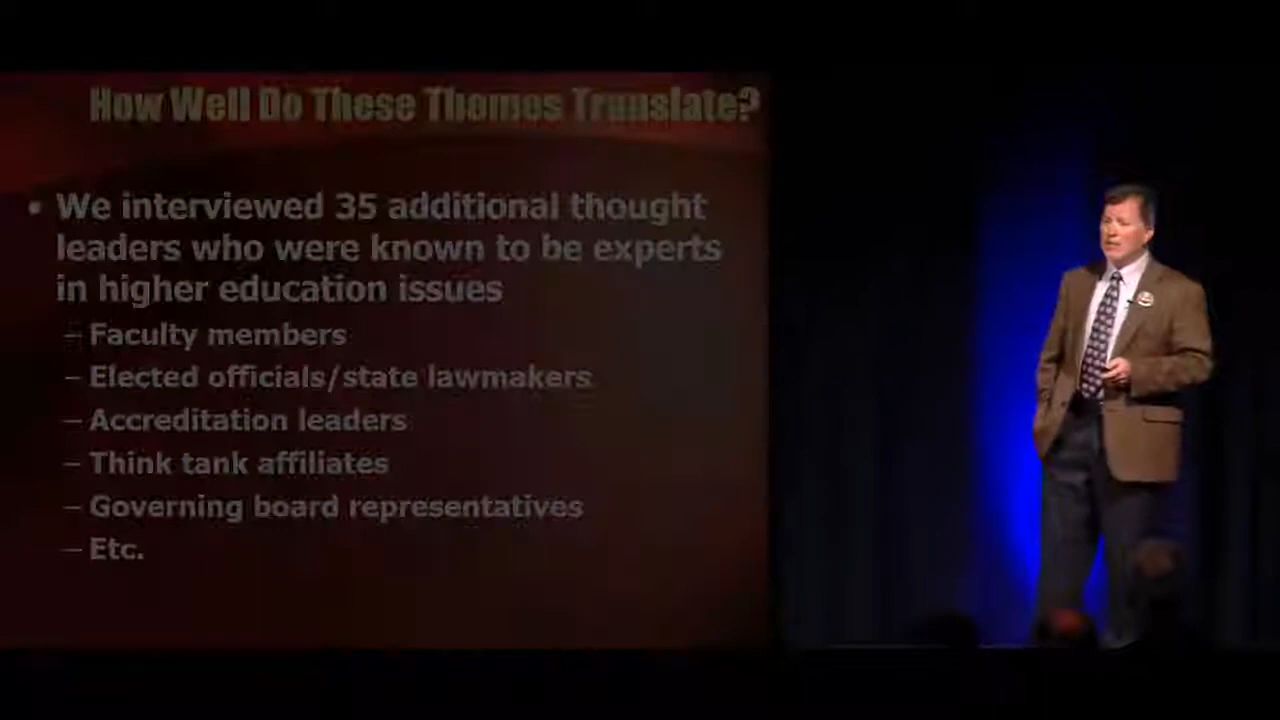 How Well Do These Themes Translate?
• We interviewed 35 additional thought
leaders who were known to be experts
in higher education issues
– Faculty members
– Elected officials/state lawmakers
– Accreditation leaders
– Think tank affiliates
– Governing board representatives
– Etc.